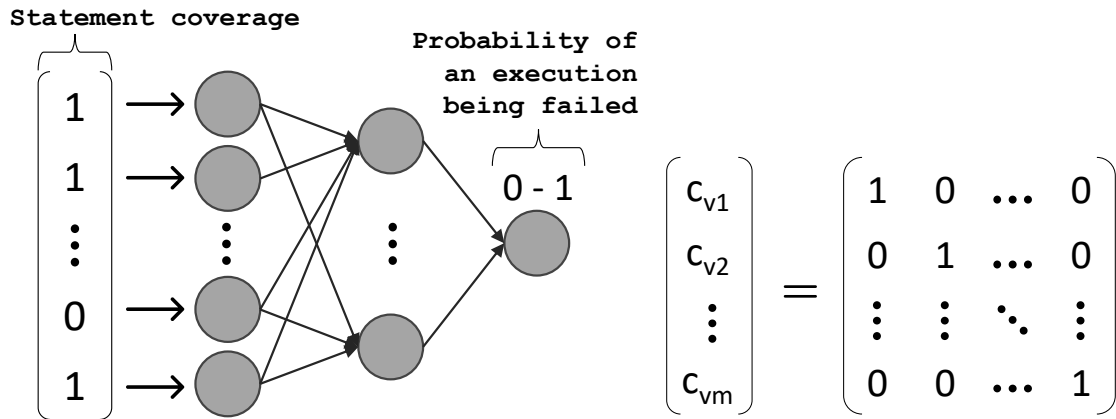 Statement coverage
1
1
⋮
0
1
Probability of
an execution
being failed
0 - 1
c_v1
c_v2
⋮
c_vm
=
1 0 … 0
0 1 … 0
⋮ ⋮ ⋱ ⋮
0 0 … 1